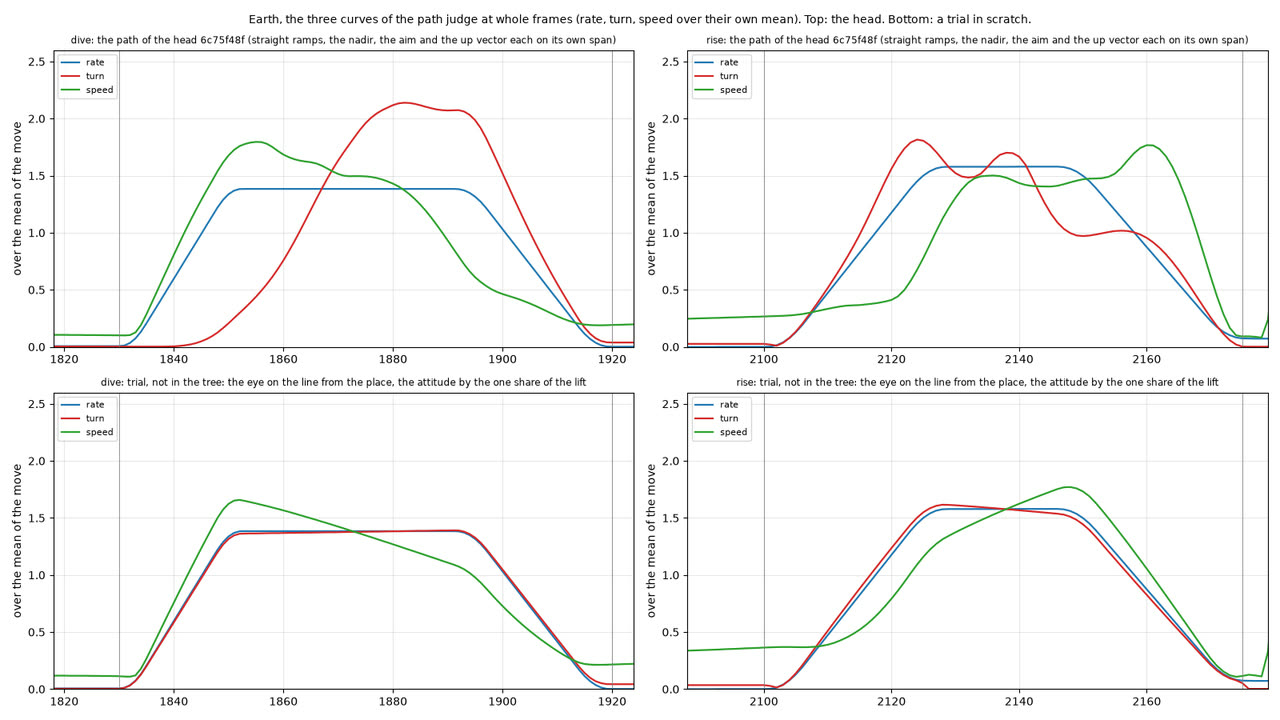 Earth, the three curves of the path judge at whole frames (rate, turn, speed over their own mean). Top: the head. Bottom: a trial in scratch.
dive: the path of the head 6c75f48f (straight ramps, the nadir, the aim and the up vector each on its own span)
over the mean of the move
2.5
2.0
1.5
1.0
0.5
0.0
rate
turn
speed
1820
1840
1860
1880
1900
1920
rise: the path of the head 6c75f48f (straight ramps, the nadir, the aim and the up vector each on its own span)
over the mean of the move
2.5
2.0
1.5
1.0
0.5
0.0
rate
turn
speed
2100
2120
2140
2160
dive: trial, not in the tree: the eye on the line from the place, the attitude by the one share of the lift
over the mean of the move
2.5
2.0
1.5
1.0
0.5
0.0
rate
turn
speed
1820
1840
1860
1880
1900
1920
rise: trial, not in the tree: the eye on the line from the place, the attitude by the one share of the lift
over the mean of the move
2.5
2.0
1.5
1.0
0.5
0.0
rate
turn
speed
2100
2120
2140
2160